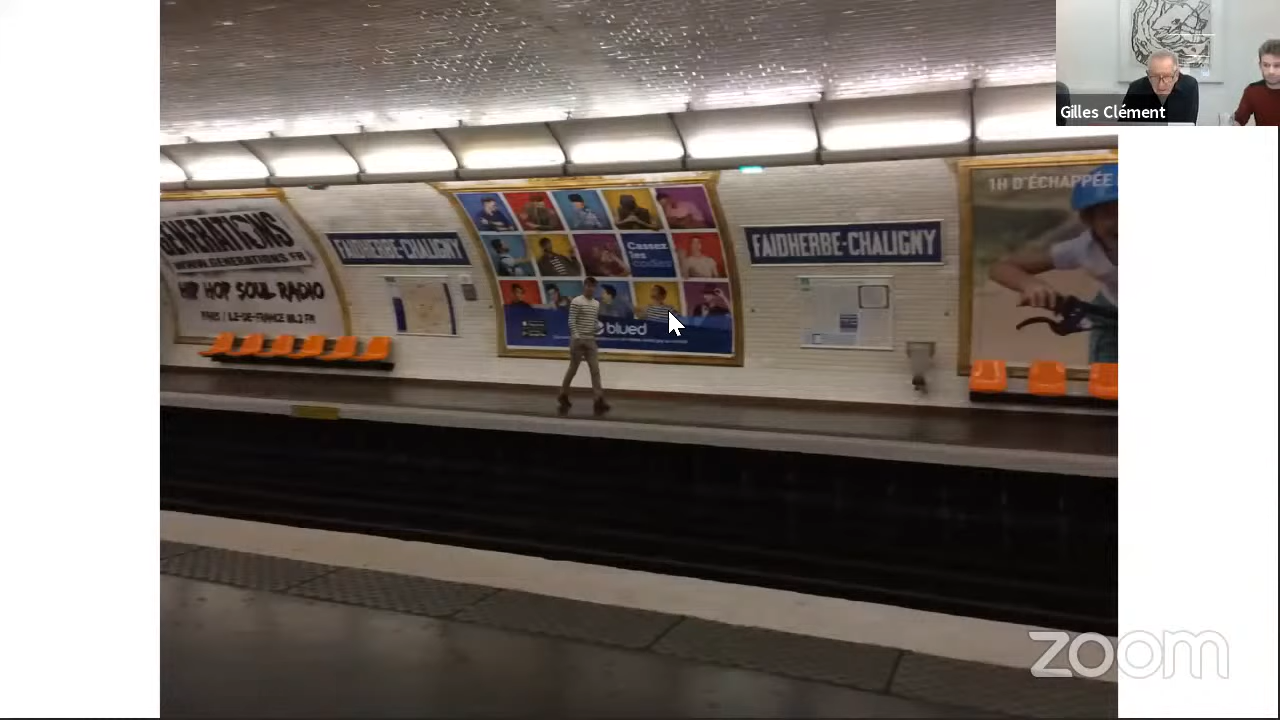 Gilles Clément
GENERATIONS
WWW.GENERATIONS.FR
HIP HOP SOUL RADIO
PARIS / ILE-DE-FRANCE 88.2 FM
FAIDHERBE-CHALIGNY
Cassez
les
codes
blued
FAIDHERBE-CHALIGNY
1H D'ÉCHAPPÉE
zoom